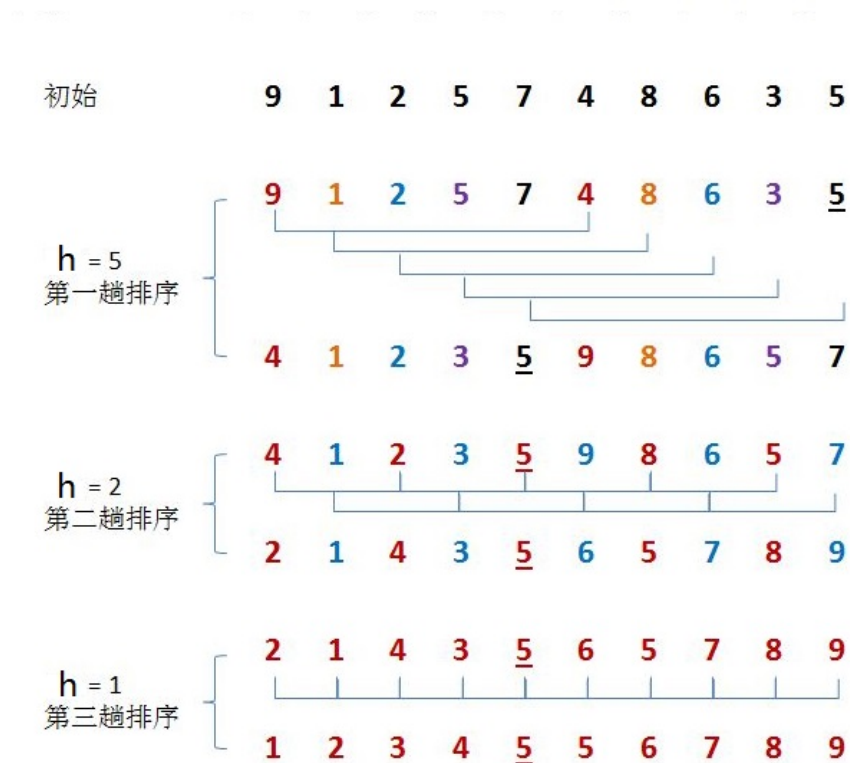 初始 9 1 2 5 7 4 8 6 3 5
9 1 2 5 7 4 8 6 3 5
h = 5
第一趟排序
4 1 2 3 5 9 8 6 5 7
4 1 2 3 5 9 8 6 5 7
h = 2
第二趟排序
2 1 4 3 5 6 5 7 8 9
2 1 4 3 5 6 5 7 8 9
h = 1
第三趟排序
1 2 3 4 5 5 6 7 8 9